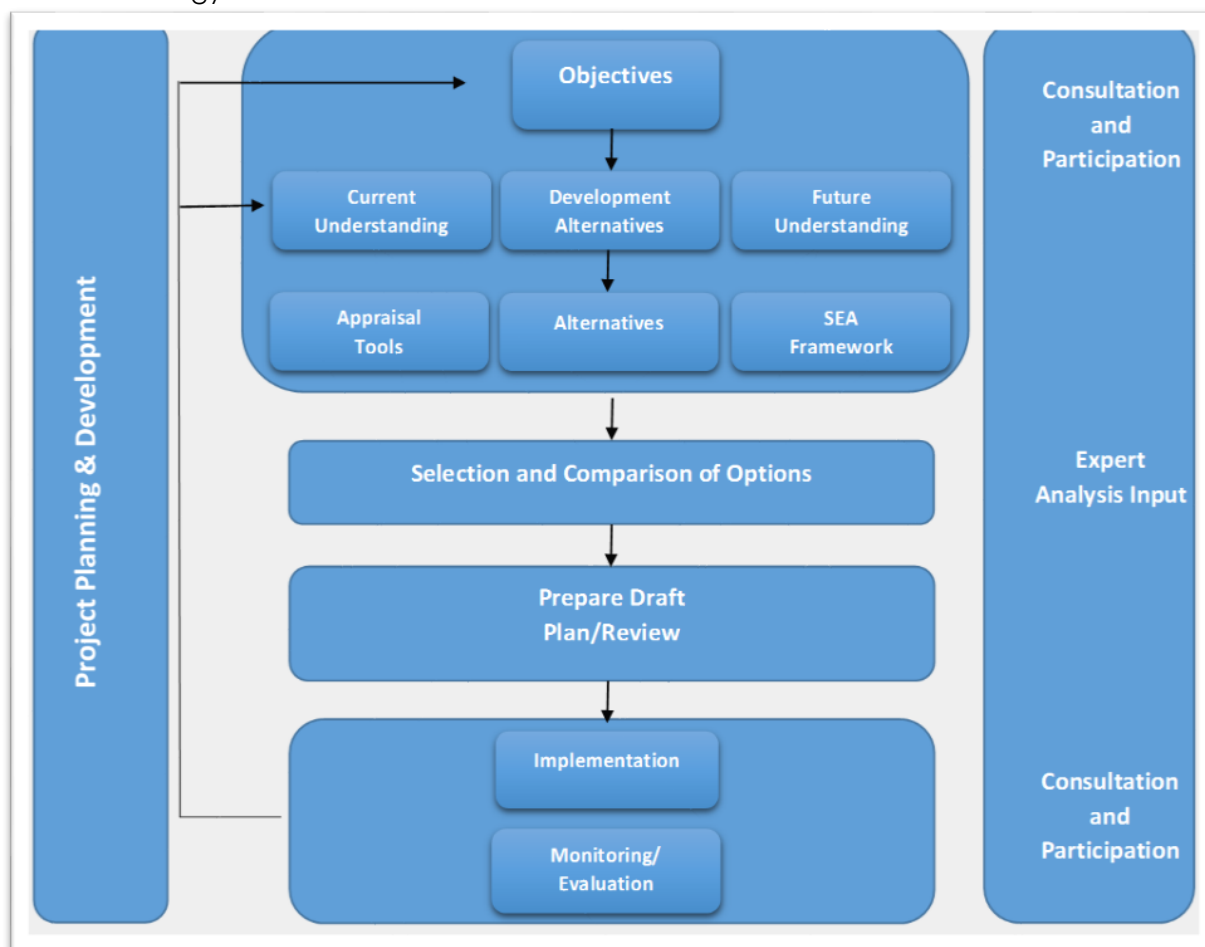 Objectives
Consultation
and
Participation
Current
Understanding
Development
Alternatives
Future
Understanding
Appraisal
Tools
Alternatives
SEA
Framework
Project Planning & Development
Selection and Comparison of Options
Expert
Analysis Input
Prepare Draft
Plan/Review
Implementation
Monitoring/
Evaluation
Consultation
and
Participation